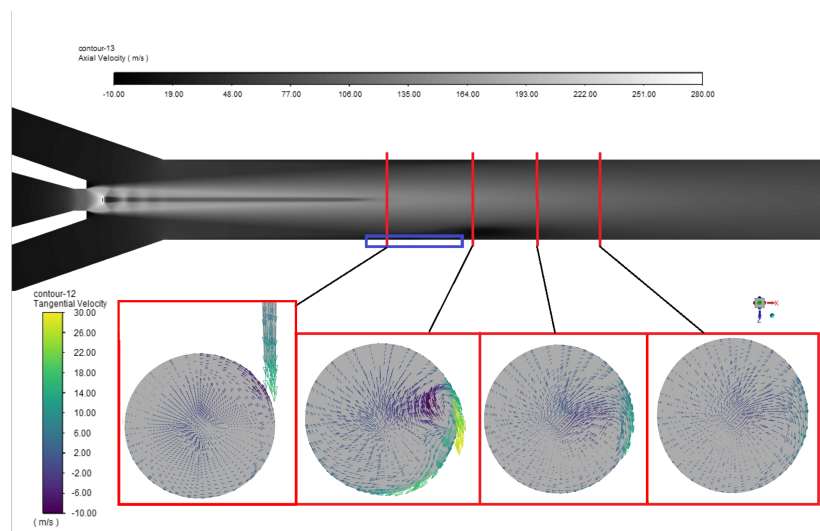 contour-13
Axial Velocity ( m/s )
-10.00 19.00 48.00 77.00 106.00 135.00 164.00 193.00 222.00 251.00 280.00
contour-12
Tangential Velocity
30.00
26.00
22.00
18.00
14.00
10.00
6.00
2.00
-2.00
-6.00
-10.00
( m/s )
X
Z